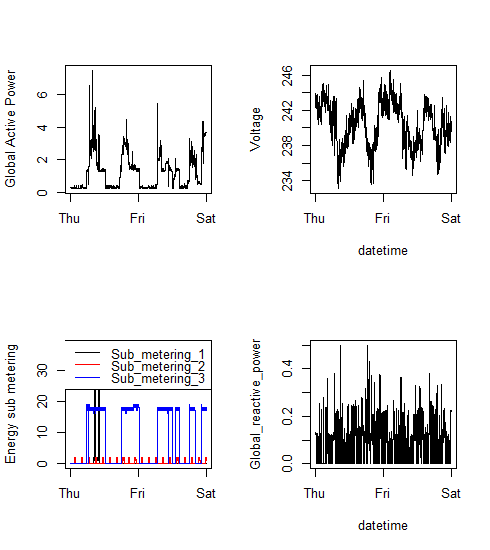 Global Active Power
6
4
2
0
Thu Fri Sat
Voltage
246
242
238
234
Thu Fri Sat
datetime
Energy sub metering
30
20
10
0
Sub_metering_1
Sub_metering_2
Sub_metering_3
Thu Fri Sat
Global_reactive_power
0.4
0.2
0.0
Thu Fri Sat
datetime